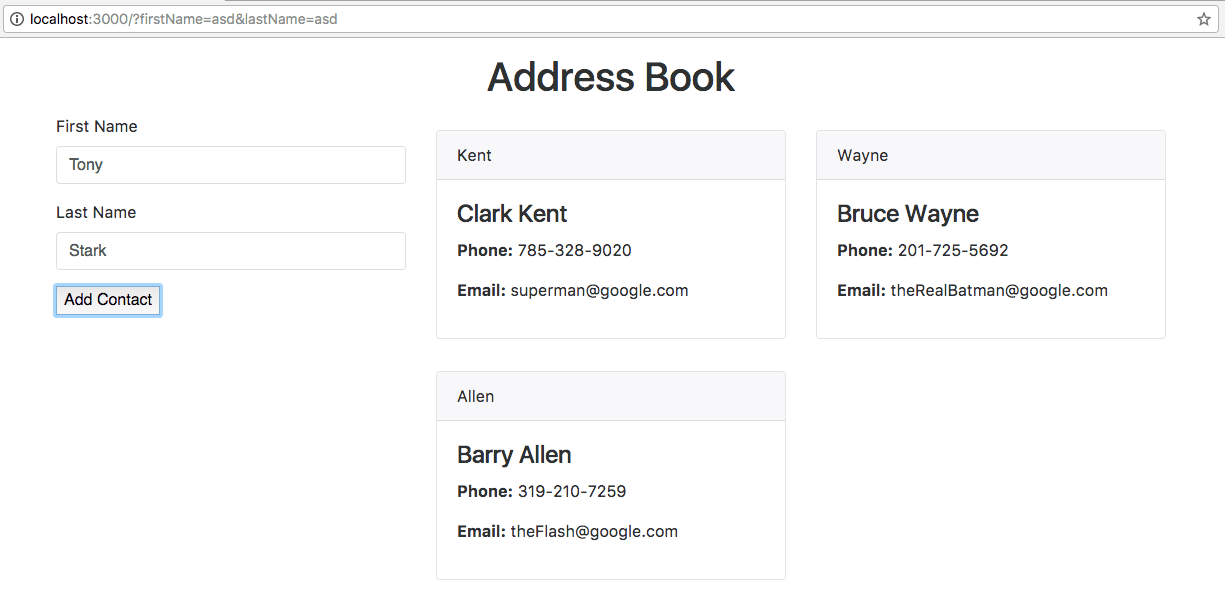 localhost:3000/?firstName=asd&lastName=asd
Address Book
First Name
Tony
Last Name
Stark
Add Contact
Kent
Clark Kent
Phone: 785-328-9020
Email: superman@google.com
Wayne
Bruce Wayne
Phone: 201-725-5692
Email: theRealBatman@google.com
Allen
Barry Allen
Phone: 319-210-7259
Email: theFlash@google.com